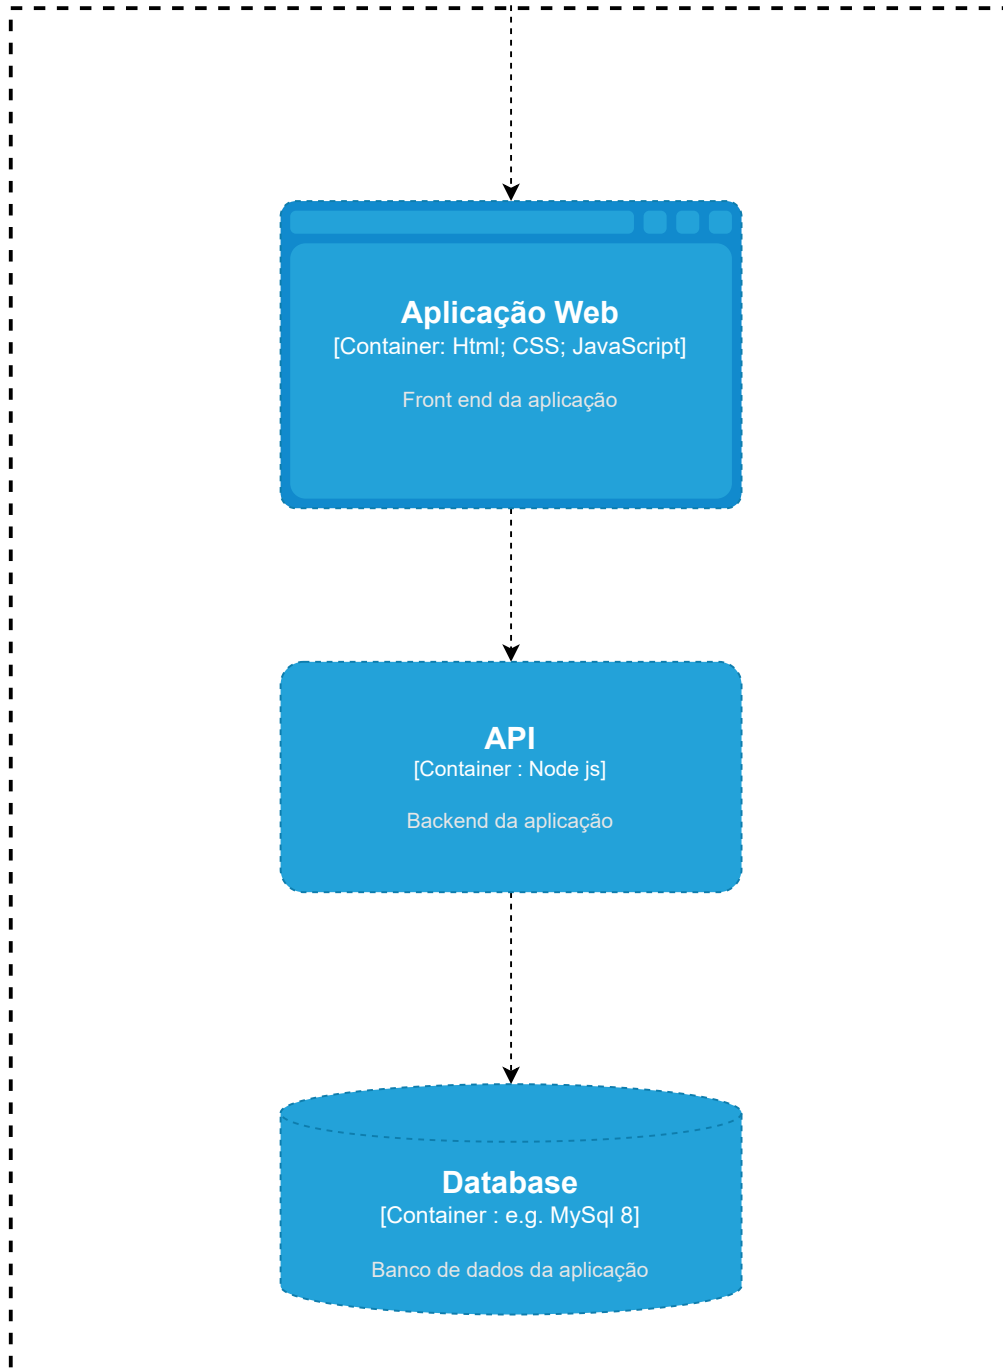 Aplicação Web
[Container: Html; CSS; JavaScript]
Front end da aplicação
API
[Container : Node js]
Backend da aplicação
Database
[Container : e.g. MySql 8]
Banco de dados da aplicação